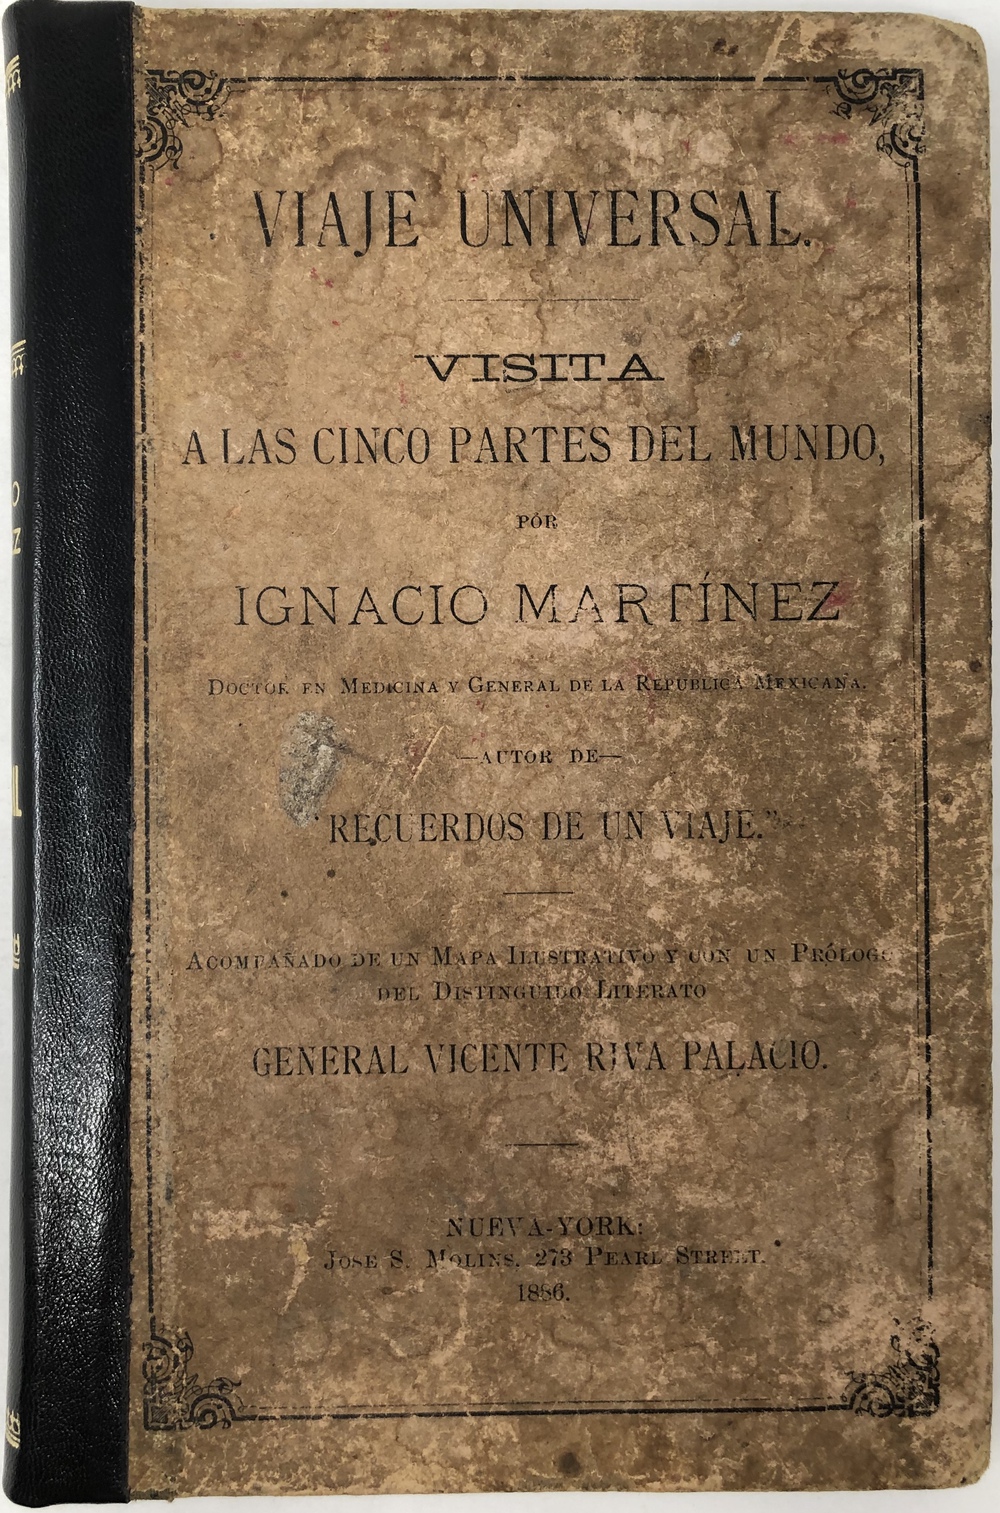 VIAJE UNIVERSAL.
VISITA
A LAS CINCO PARTES DEL MUNDO,
POR
IGNACIO MARTÍNEZ
DOCTOR EN MEDICINA Y GENERAL DE LA REPUBLICA MEXICANA.
—AUTOR DE—
"RECUERDOS DE UN VIAJE."
ACOMPAÑADO DE UN MAPA ILUSTRATIVO Y CON UN PRÓLOGO
DEL DISTINGUIDO LITERATO
GENERAL VICENTE RIVA PALACIO.
NUEVA-YORK:
JOSE S. MOLINS, 273 PEARL STREET.
1886.